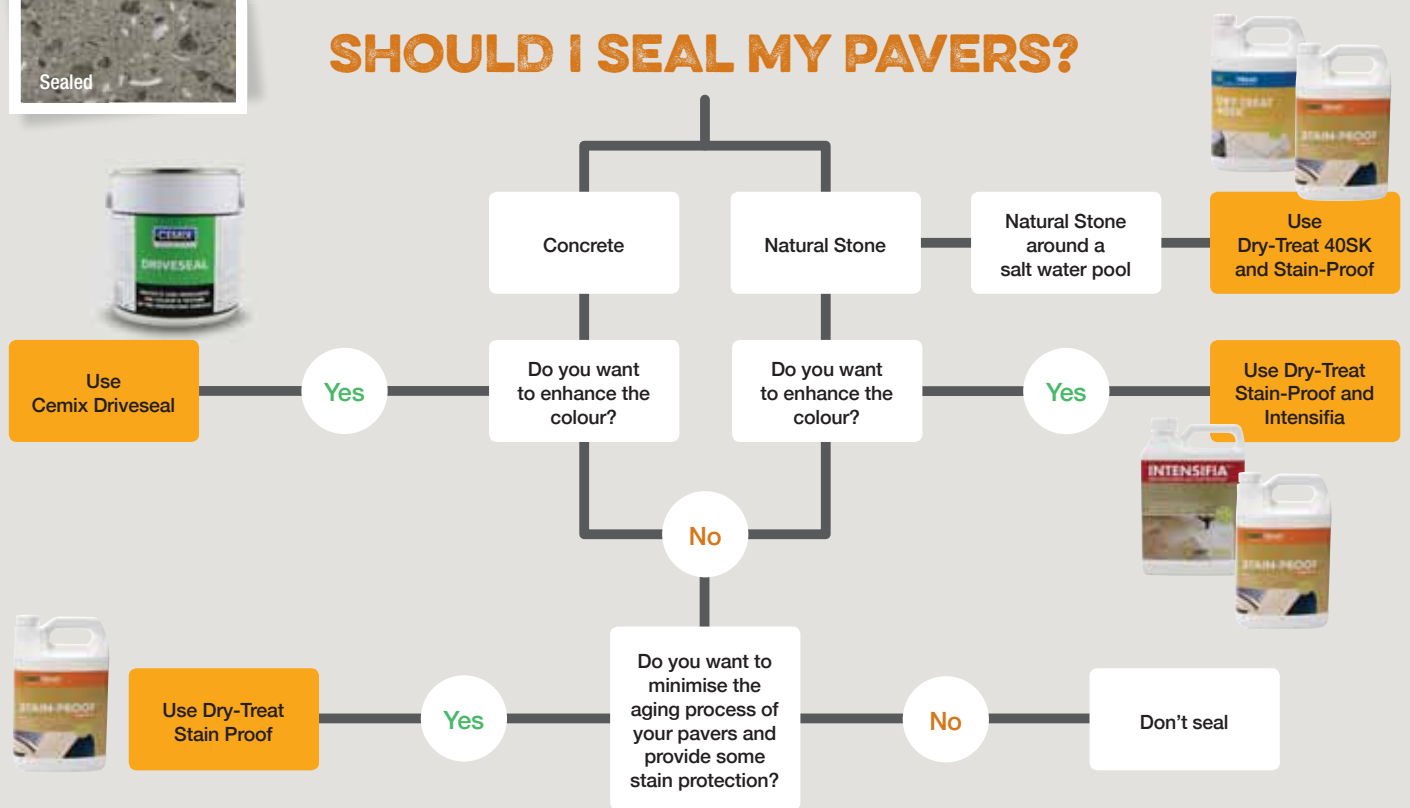 Sealed
SHOULD I SEAL MY PAVERS?
DRY-TREAT
40SK
STAIN-PROOF
CEMIX
DRIVESEAL
Concrete
Natural Stone
Natural Stone
around a
salt water pool
Use
Dry-Treat 40SK
and Stain-Proof
Use
Cemix Driveseal
Yes
Do you want
to enhance the
colour?
Do you want
to enhance the
colour?
Yes
Use Dry-Treat
Stain-Proof and
Intensifia
INTENSIFIA
STAIN-PROOF
No
STAIN-PROOF
Use Dry-Treat
Stain Proof
Yes
Do you want to
minimise the
aging process of
your pavers and
provide some
stain protection?
No
Don't seal